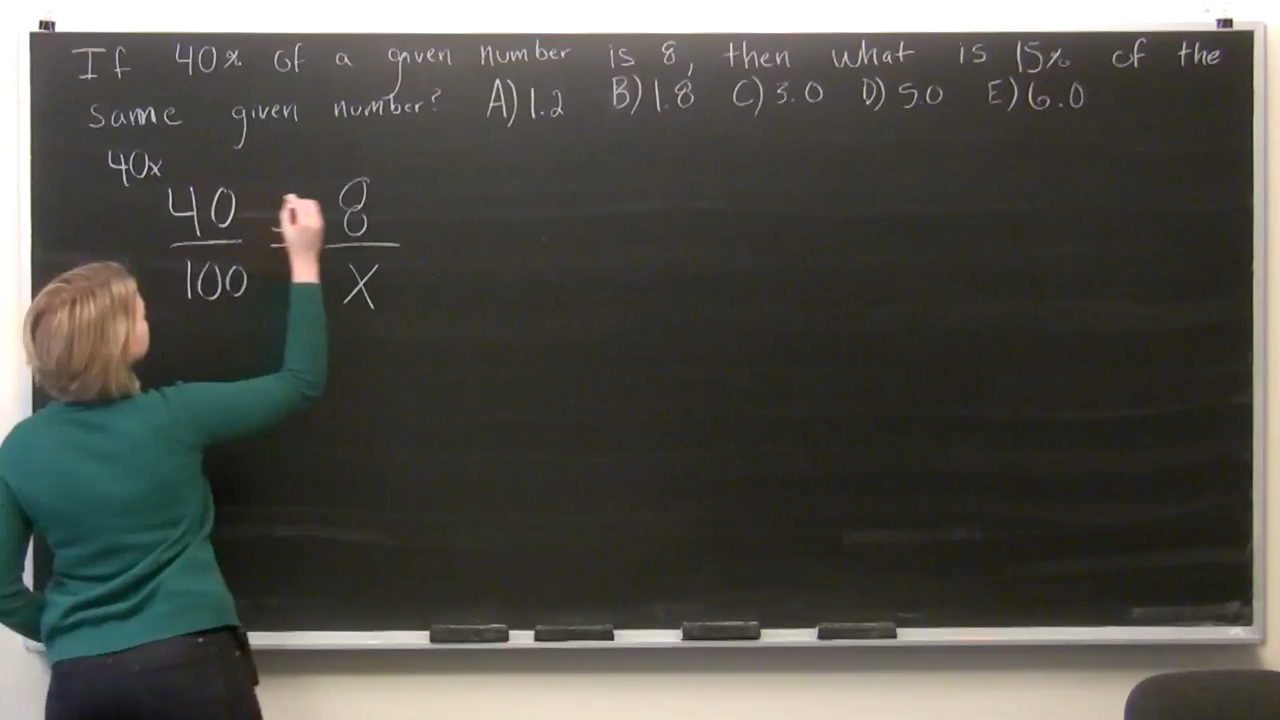 If 40% of a given number is 8, then what is 15% of the
same given number? A) 1.2 B) 1.8 C) 3.0 D) 5.0 E) 6.0
40x
40 = 8
100 x